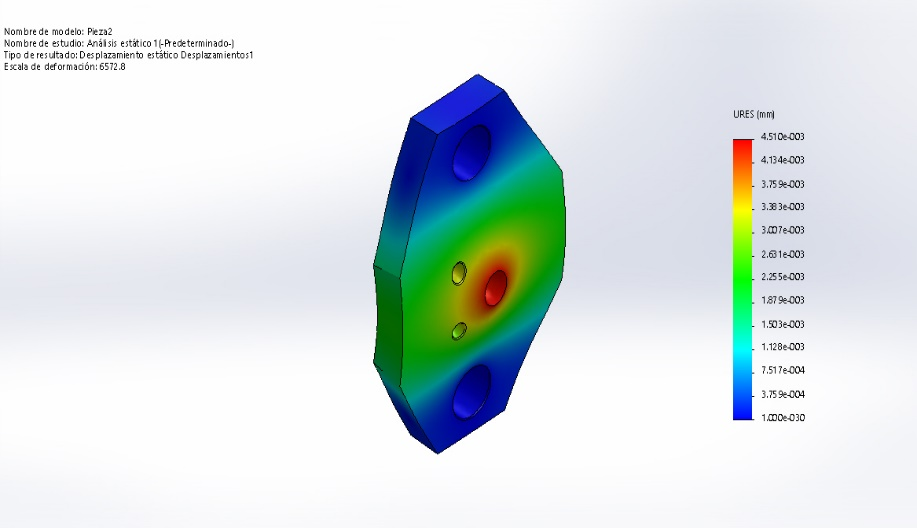 Nombre de modelo: Pieza2
Nombre de estudio: Análisis estático 1(-Predeterminado-)
Tipo de resultado: Desplazamiento estático Desplazamientos1
Escala de deformación: 6572.8
URES (mm)
4.510e-003
4.134e-003
3.759e-003
3.383e-003
3.007e-003
2.631e-003
2.255e-003
1.879e-003
1.503e-003
1.128e-003
7.517e-004
3.759e-004
1.000e-030